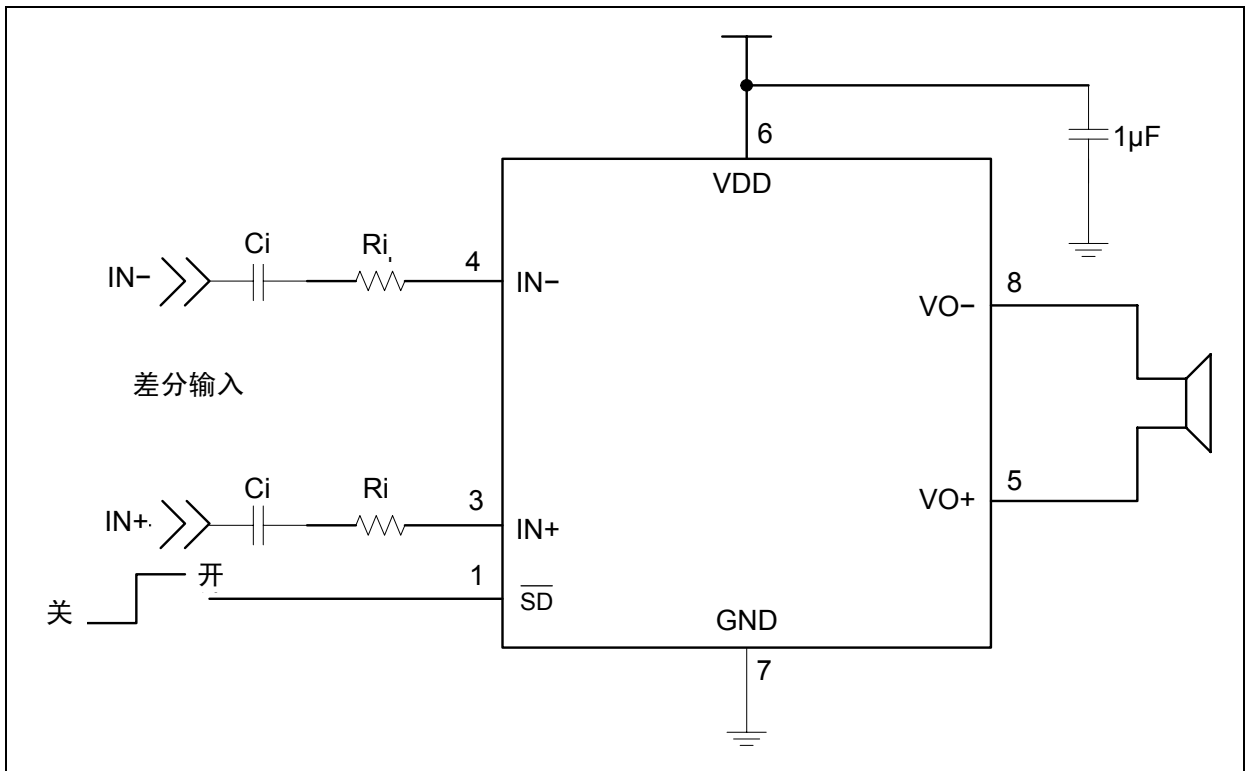 6
1µF
VDD
Ci
Ri
4
IN−
IN−
8
VO−
差分输入
Ci
Ri
3
IN+
IN+
5
VO+
开
1
SD
关
GND
7